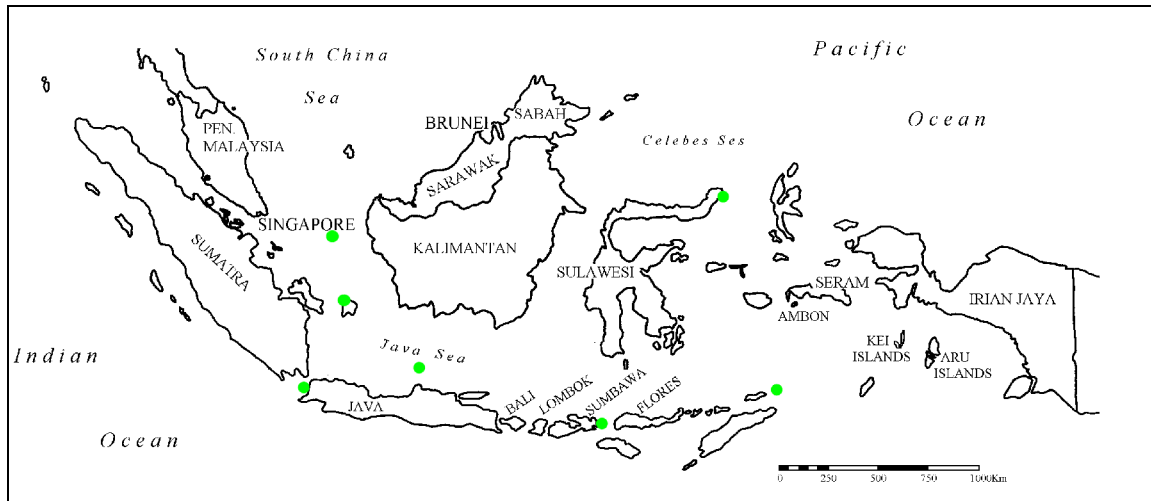 South China
Sea
Pacific
Ocean
PEN.
MALAYSIA
BRUNEI
SABAH
Celebes Ses
SARAWAK
SINGAPORE
SUMATRA
KALIMANTAN
SULAWESI
SERAM
AMBON
IRIAN JAYA
KEI
ISLANDS
ARU
ISLANDS
Indian
Ocean
Java Sea
JAVA
BALI
LOMBOK
SUMBAWA
FLORES
0 250 500 750 1000Km